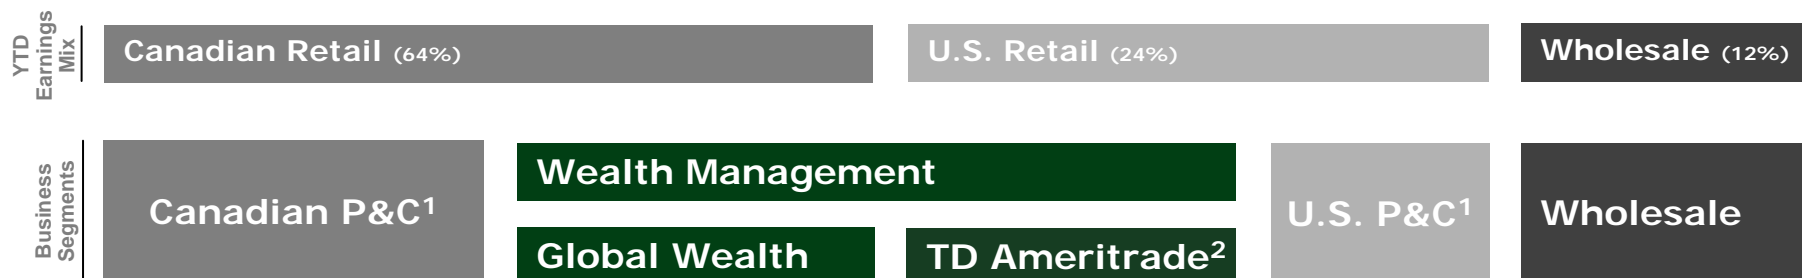 YTD
Earnings
Mix
Canadian Retail (64%)
U.S. Retail (24%)
Wholesale (12%)
Business
Segments
Canadian P&C¹
Wealth Management
Global Wealth
TD Ameritrade²
U.S. P&C¹
Wholesale